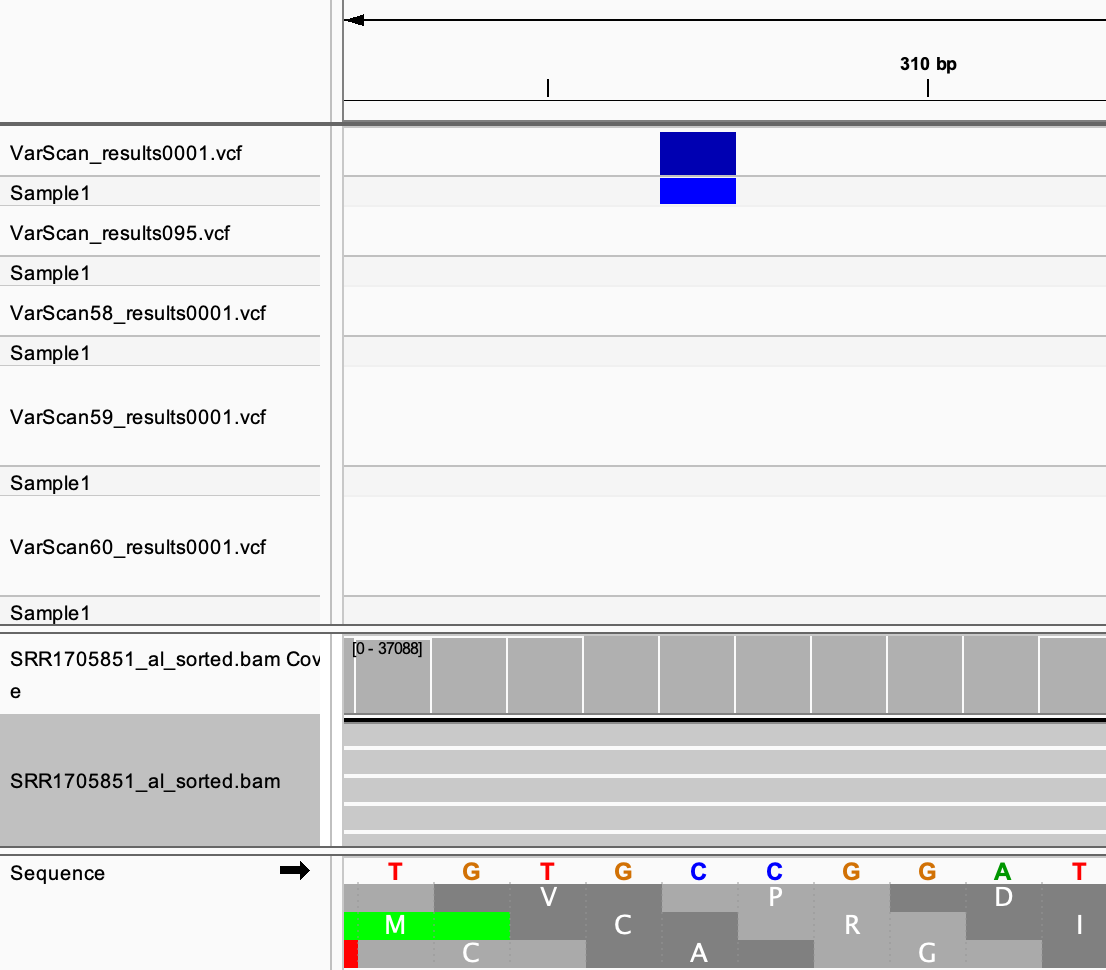 310 bp
VarScan_results0001.vcf
Sample1
VarScan_results095.vcf
Sample1
VarScan58_results0001.vcf
Sample1
VarScan59_results0001.vcf
Sample1
VarScan60_results0001.vcf
Sample1
SRR1705851_al_sorted.bam Cov
e
[0 - 37088]
SRR1705851_al_sorted.bam
Sequence
T G T G C C G G A T
V P D
M C R I
C A G